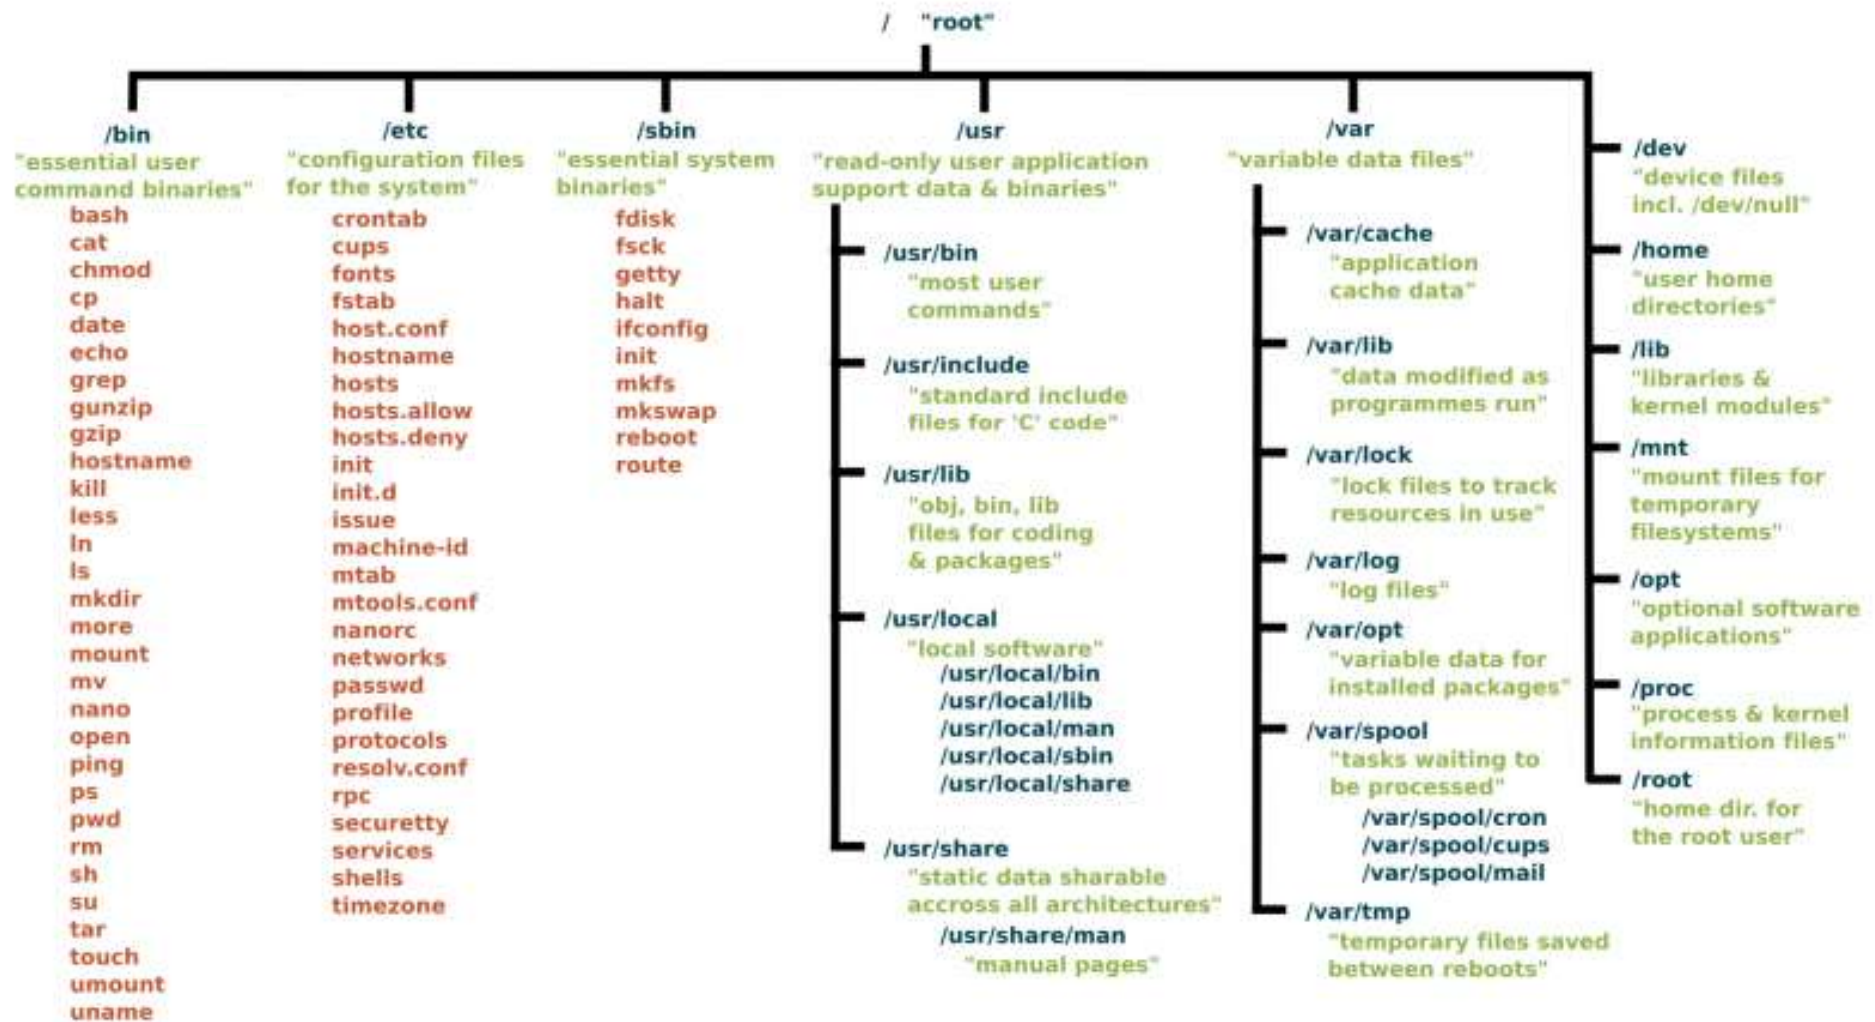 / "root"
/bin
"essential user
command binaries"
bash
cat
chmod
cp
date
echo
grep
gunzip
gzip
hostname
kill
less
ln
ls
mkdir
more
mount
mv
nano
open
ping
ps
pwd
rm
sh
su
tar
touch
umount
uname
/etc
"configuration files
for the system"
crontab
cups
fonts
fstab
host.conf
hostname
hosts
hosts.allow
hosts.deny
init
init.d
issue
machine-id
mtab
mtools.conf
nanorc
networks
passwd
profile
protocols
resolv.conf
rpc
securetty
services
shells
timezone
/sbin
"essential system
binaries"
fdisk
fsck
getty
halt
ifconfig
init
mkfs
mkswap
reboot
route
/usr
"read-only user application
support data & binaries"
/usr/bin
"most user
commands"
/usr/include
"standard include
files for 'C' code"
/usr/lib
"obj, bin, lib
files for coding
& packages"
/usr/local
"local software"
/usr/local/bin
/usr/local/lib
/usr/local/man
/usr/local/sbin
/usr/local/share
/usr/share
"static data sharable
accross all architectures"
/usr/share/man
"manual pages"
/var
"variable data files"
/var/cache
"application
cache data"
/var/lib
"data modified as
programmes run"
/var/lock
"lock files to track
resources in use"
/var/log
"log files"
/var/opt
"variable data for
installed packages"
/var/spool
"tasks waiting to
be processed"
/var/spool/cron
/var/spool/cups
/var/spool/mail
/var/tmp
"temporary files saved
between reboots"
/dev
"device files
incl. /dev/null"
/home
"user home
directories"
/lib
"libraries &
kernel modules"
/mnt
"mount files for
temporary
filesystems"
/opt
"optional software
applications"
/proc
"process & kernel
information files"
/root
"home dir. for
the root user"